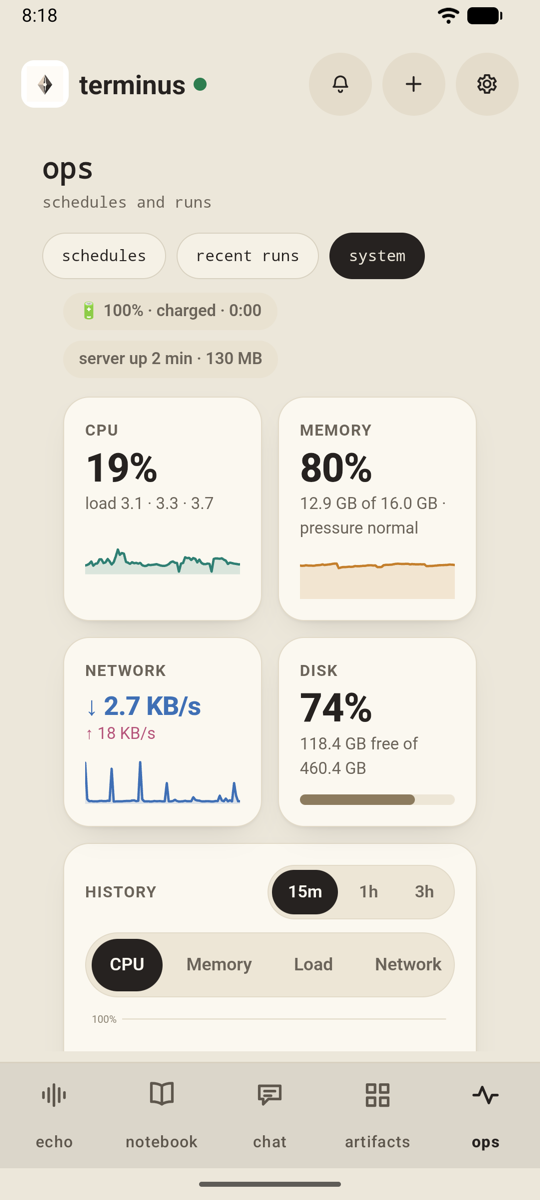 8:18
terminus
ops
schedules and runs
schedules
recent runs
system
🔋 100% · charged · 0:00
server up 2 min · 130 MB
CPU
19%
load 3.1 · 3.3 · 3.7
MEMORY
80%
12.9 GB of 16.0 GB ·
pressure normal
NETWORK
↓ 2.7 KB/s
↑ 18 KB/s
DISK
74%
118.4 GB free of
460.4 GB
HISTORY
15m
1h
3h
CPU
Memory
Load
Network
100%
echo
notebook
chat
artifacts
ops